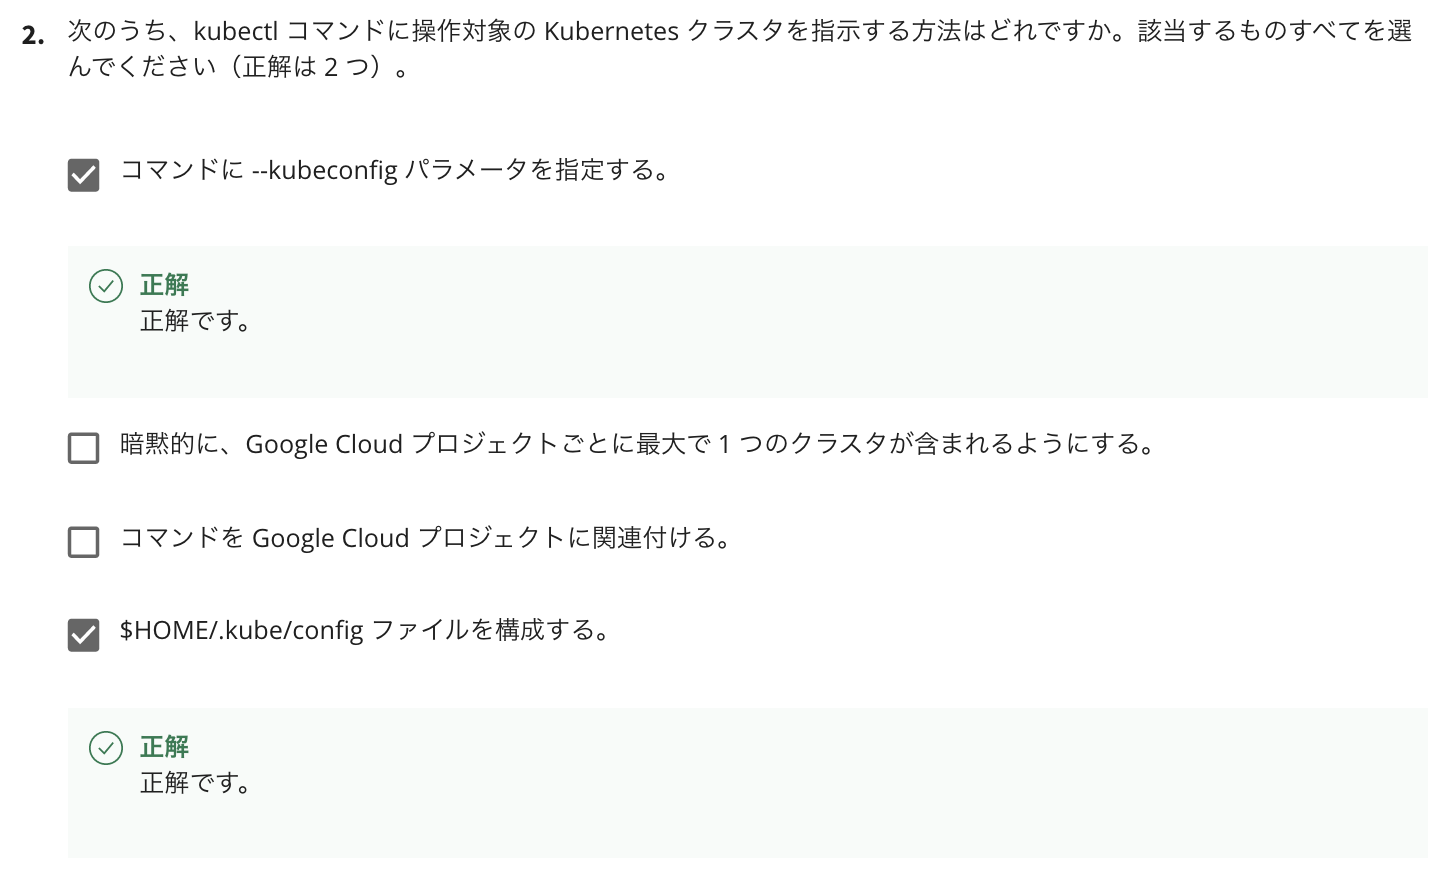 2. 次のうち、kubectl コマンドに操作対象の Kubernetes クラスタを指示する方法はどれですか。該当するものすべてを選
んでください（正解は 2 つ）。
コマンドに --kubeconfig パラメータを指定する。
正解
正解です。
暗黙的に、Google Cloud プロジェクトごとに最大で 1 つのクラスタが含まれるようにする。
コマンドを Google Cloud プロジェクトに関連付ける。
$HOME/.kube/config ファイルを構成する。
正解
正解です。